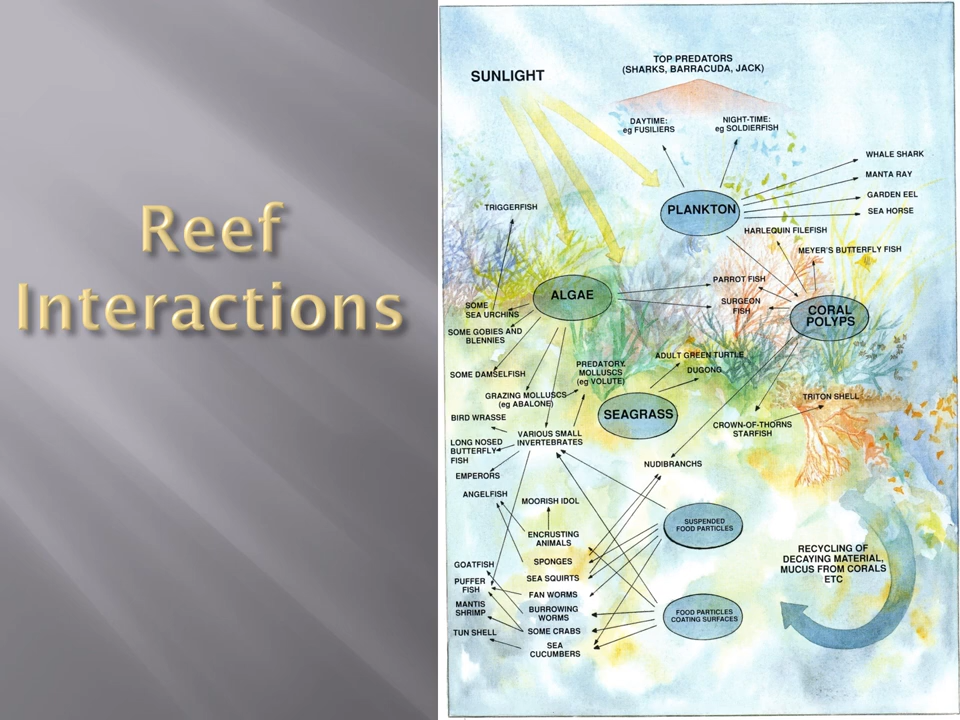 Reef
Interactions
SUNLIGHT
TOP PREDATORS
(SHARKS, BARRACUDA, JACK)
DAYTIME:
eg FUSILIERS
NIGHT-TIME:
eg SOLDIERFISH
WHALE SHARK
MANTA RAY
GARDEN EEL
SEA HORSE
PLANKTON
TRIGGERFISH
HARLEQUIN FILEFISH
MEYER'S BUTTERFLY FISH
PARROT FISH
SURGEON
FISH
ALGAE
CORAL
POLYPS
SOME
SEA URCHINS
SOME GOBIES AND
BLENNIES
SOME DAMSELFISH
PREDATORY
MOLLUSCS
(eg VOLUTE)
ADULT GREEN TURTLE
DUGONG
GRAZING MOLLUSCS
(eg ABALONE)
SEAGRASS
TRITON SHELL
CROWN-OF-THORNS
STARFISH
BIRD WRASSE
VARIOUS SMALL
INVERTEBRATES
LONG NOSED
BUTTERFLY
FISH
EMPERORS
NUDIBRANCHS
ANGELFISH
MOORISH IDOL
SUSPENDED
FOOD PARTICLES
ENCRUSTING
ANIMALS
RECYCLING OF
DECAYING MATERIAL,
MUCUS FROM CORALS
ETC
GOATFISH
SPONGES
PUFFER
FISH
SEA SQUIRTS
FAN WORMS
MANTIS
SHRIMP
BURROWING
WORMS
FOOD PARTICLES
COATING SURFACES
TUN SHELL
SOME CRABS
SEA
CUCUMBERS